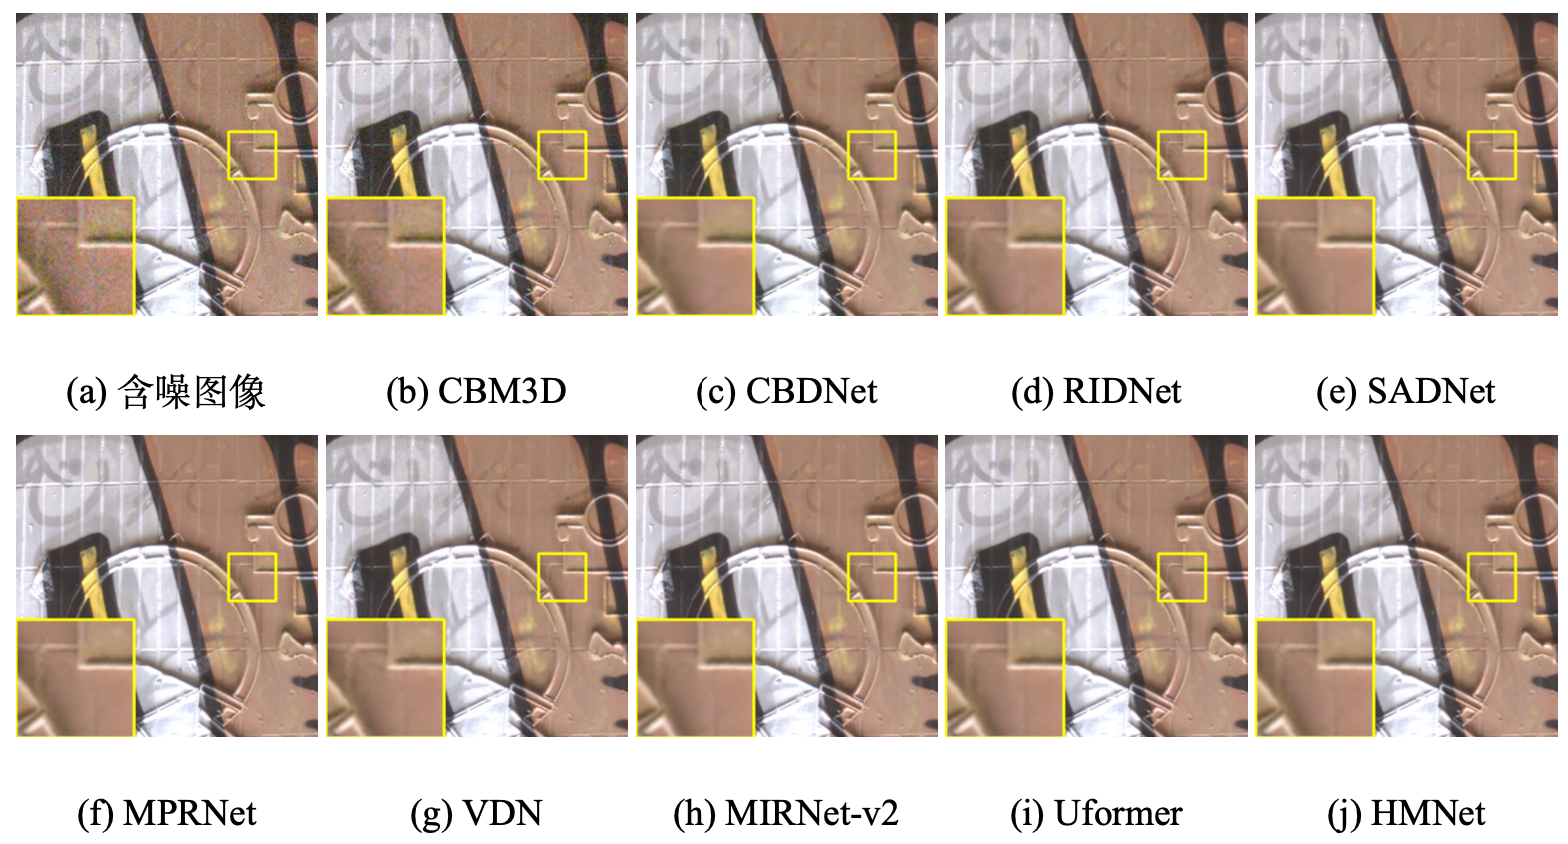 (a) 含噪图像
(b) CBM3D
(c) CBDNet
(d) RIDNet
(e) SADNet
(f) MPRNet
(g) VDN
(h) MIRNet-v2
(i) Uformer
(j) HMNet